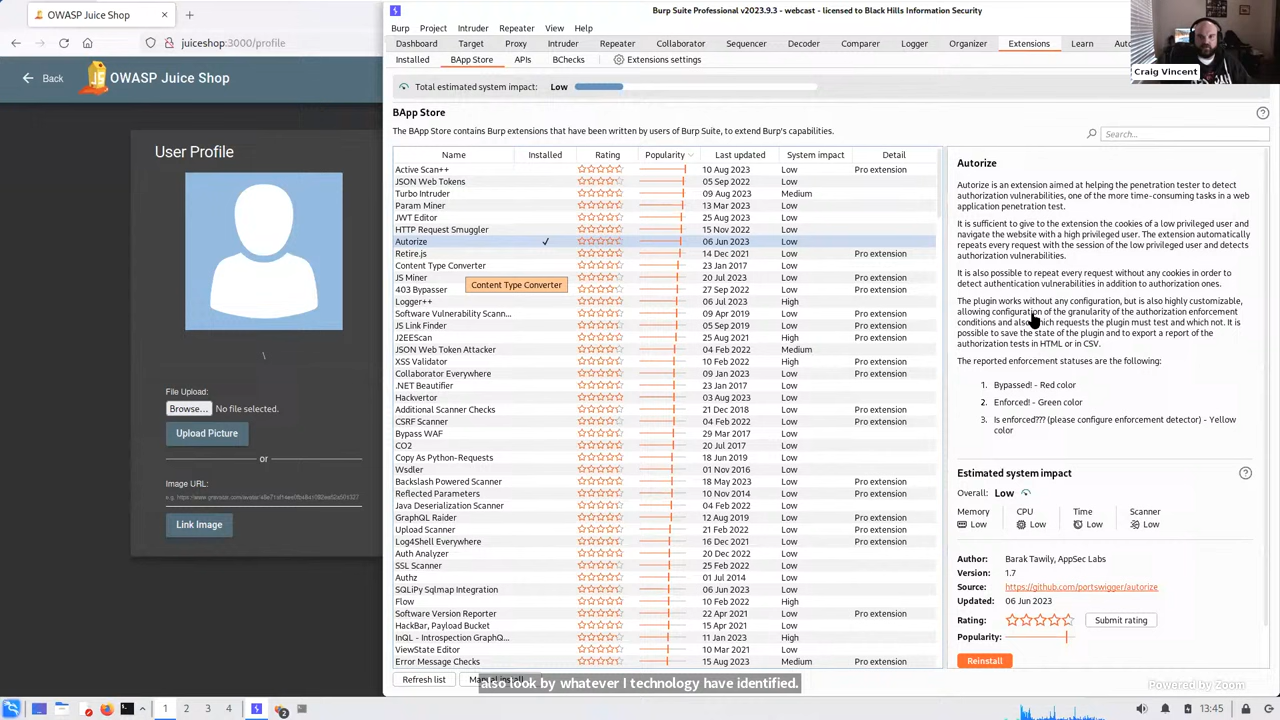 OWASP Juice Shop
juiceshop:3000/profile
Back
OWASP Juice Shop
User Profile
\
File Upload:
Browse... No file selected.
Upload Picture
or
Image URL:
Link Image
Burp Suite Professional v2023.9.3 - webcast - licensed to Black Hills Information Security
Burp Project Intruder Repeater View Help
Dashboard Target Proxy Intruder Repeater Collaborator Sequencer Decoder Comparer Logger Organizer Extensions Learn
Installed BApp Store APIs BChecks Extensions settings
Craig Vincent
Total estimated system impact: Low
BApp Store
The BApp Store contains Burp extensions that have been written by users of Burp Suite, to extend Burp's capabilities.
Search...
Name Installed Rating Popularity Last updated System impact Detail
Active Scan++ 10 Aug 2023 Low Pro extension
JSON Web Tokens 05 Sep 2022 Low
Turbo Intruder 09 Aug 2023 Medium
Param Miner 13 Mar 2023 Low
JWT Editor 25 Aug 2023 Low
HTTP Request Smuggler 15 Nov 2022 Low
Autorize ✓ 06 Jun 2023 Low
Retire.js 14 Dec 2021 Low Pro extension
Content Type Converter 23 Jan 2017 Low
JS Miner 20 Jul 2023 Low Pro extension
Content Type Converter
403 Bypasser 27 Sep 2022 Low Pro extension
Logger++ 06 Jul 2023 High
Software Vulnerability Scann... 09 Apr 2019 Low Pro extension
JS Link Finder 05 Sep 2019 Low Pro extension
J2EEScan 25 Aug 2021 High Pro extension
JSON Web Token Attacker 04 Feb 2022 Medium
XSS Validator 10 Feb 2022 High Pro extension
Collaborator Everywhere 09 Jan 2023 Low Pro extension
.NET Beautifier 23 Jan 2017 Low
Hackvertor 03 Aug 2023 Low
Additional Scanner Checks 21 Dec 2018 Low Pro extension
CSRF Scanner 21 Feb 2022 Low Pro extension
Bypass WAF 29 Mar 2017 Low
CO2 20 Jul 2017 Low
Copy As Python-Requests 18 Jun 2019 Low
Wsdler 01 Nov 2016 Low
Backslash Powered Scanner 18 May 2023 Low Pro extension
Reflected Parameters 10 Nov 2014 Low Pro extension
Java Deserialization Scanner 04 Feb 2022 Low
GraphQL Raider 12 Aug 2019 Low Pro extension
Upload Scanner 21 Feb 2022 Low Pro extension
Log4Shell Everywhere 16 Dec 2021 Low Pro extension
Auth Analyzer 20 Dec 2022 Low
SSL Scanner 25 Feb 2022 Low
Authz 01 Jul 2014 Low
SQLiPy Sqlmap Integration 06 Jun 2023 Low
Flow 10 Feb 2022 High
Software Version Reporter 22 Apr 2021 Low Pro extension
HackBar, Payload Bucket 15 Apr 2021 Low
InQL - Introspection GraphQ... 11 Jan 2023 High
ViewState Editor 10 Mar 2021 Low
Error Message Checks 15 Aug 2023 Medium Pro extension
Refresh list
also look by whatever I technology have identified.
Autorize
Autorize is an extension aimed at helping the penetration tester to detect
authorization vulnerabilities, one of the more time-consuming tasks in a web
application penetration test.
It is sufficient to give to the extension the cookies of a low privileged user and
navigate the website with a high privileged user. The extension automatically
repeats every request with the session of the low privileged user and detects
authorization vulnerabilities.
It is also possible to repeat every request without any cookies in order to
detect authentication vulnerabilities in addition to authorization ones.
The plugin works without any configuration, but is also highly customizable,
allowing configuration of the granularity of the authorization enforcement
conditions and also which requests the plugin must test and which not. It is
possible to save the state of the plugin and to export a report of the
authorization tests in HTML or in CSV.
The reported enforcement statuses are the following:
1. Bypassed! - Red color
2. Enforced! - Green color
3. Is enforced??? (please configure enforcement detector) - Yellow
color
Estimated system impact
Overall: Low
Memory CPU Time Scanner
Low Low Low Low
Author: Barak Tawily, AppSec Labs
Version: 1.7
Source: https://github.com/portswigger/autorize
Updated: 06 Jun 2023
Rating: Submit rating
Popularity:
Reinstall
Powered by Zoom
1 2 3 4
13:45